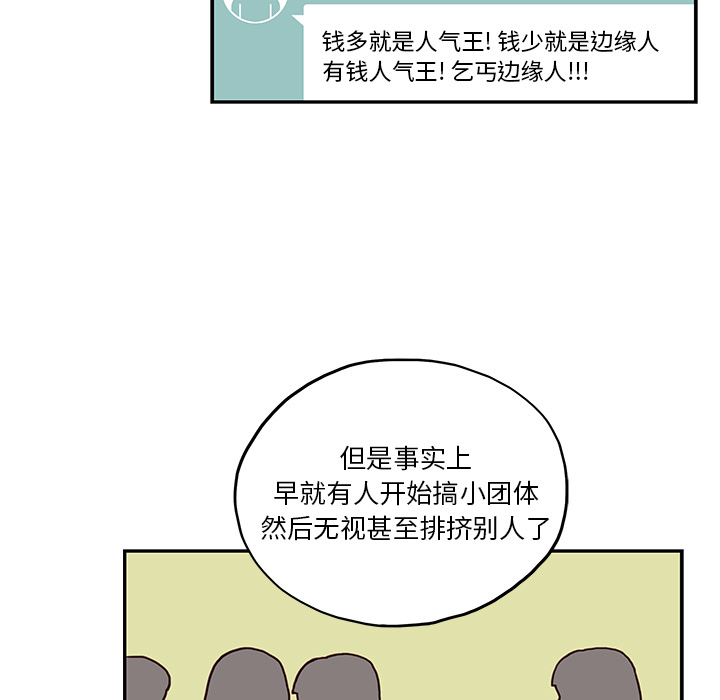 钱多就是人气王! 钱少就是边缘人
有钱人气王! 乞丐边缘人!!!
但是事实上
早就有人开始搞小团体
然后无视甚至排挤别人了